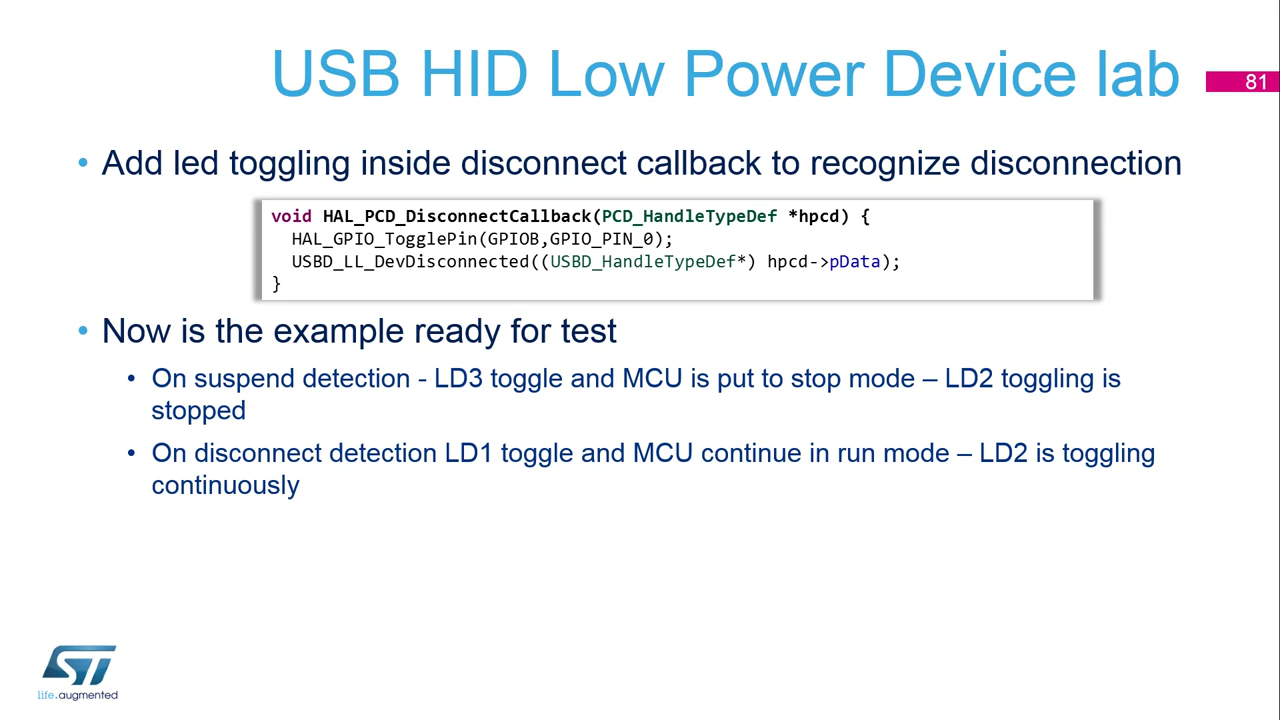 USB HID Low Power Device lab
81
• Add led toggling inside disconnect callback to recognize disconnection
void HAL_PCD_DisconnectCallback(PCD_HandleTypeDef *hpcd) {
HAL_GPIO_TogglePin(GPIOB,GPIO_PIN_0);
USBD_LL_DevDisconnected((USBD_HandleTypeDef*) hpcd->pData);
}
• Now is the example ready for test
• On suspend detection - LD3 toggle and MCU is put to stop mode – LD2 toggling is
stopped
• On disconnect detection LD1 toggle and MCU continue in run mode – LD2 is toggling
continuously
ST
life.augmented